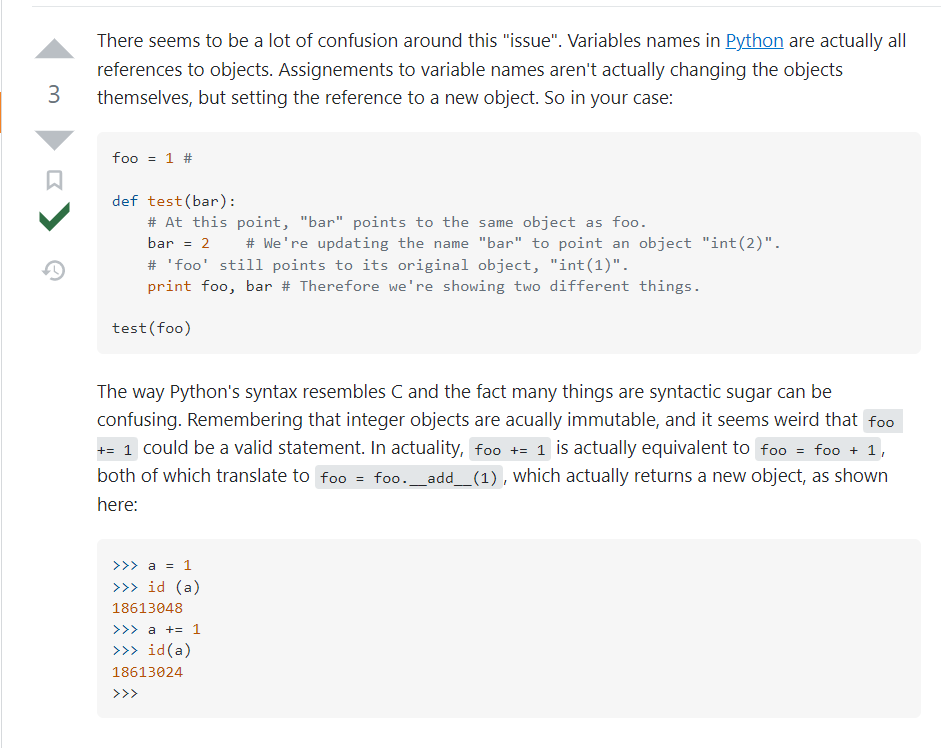 There seems to be a lot of confusion around this "issue". Variables names in Python are actually all
references to objects. Assignements to variable names aren't actually changing the objects
3
themselves, but setting the reference to a new object. So in your case:
foo = 1 #
def test(bar):
    # At this point, "bar" points to the same object as foo.
    bar = 2    # We're updating the name "bar" to point an object "int(2)".
    # 'foo' still points to its original object, "int(1)".
    print foo, bar # Therefore we're showing two different things.
test(foo)
The way Python's syntax resembles C and the fact many things are syntactic sugar can be
confusing. Remembering that integer objects are acually immutable, and it seems weird that foo
+= 1 could be a valid statement. In actuality, foo += 1 is actually equivalent to foo = foo + 1,
both of which translate to foo = foo.__add__(1), which actually returns a new object, as shown
here:
>>> a = 1
>>> id (a)
18613048
>>> a += 1
>>> id(a)
18613024
>>>